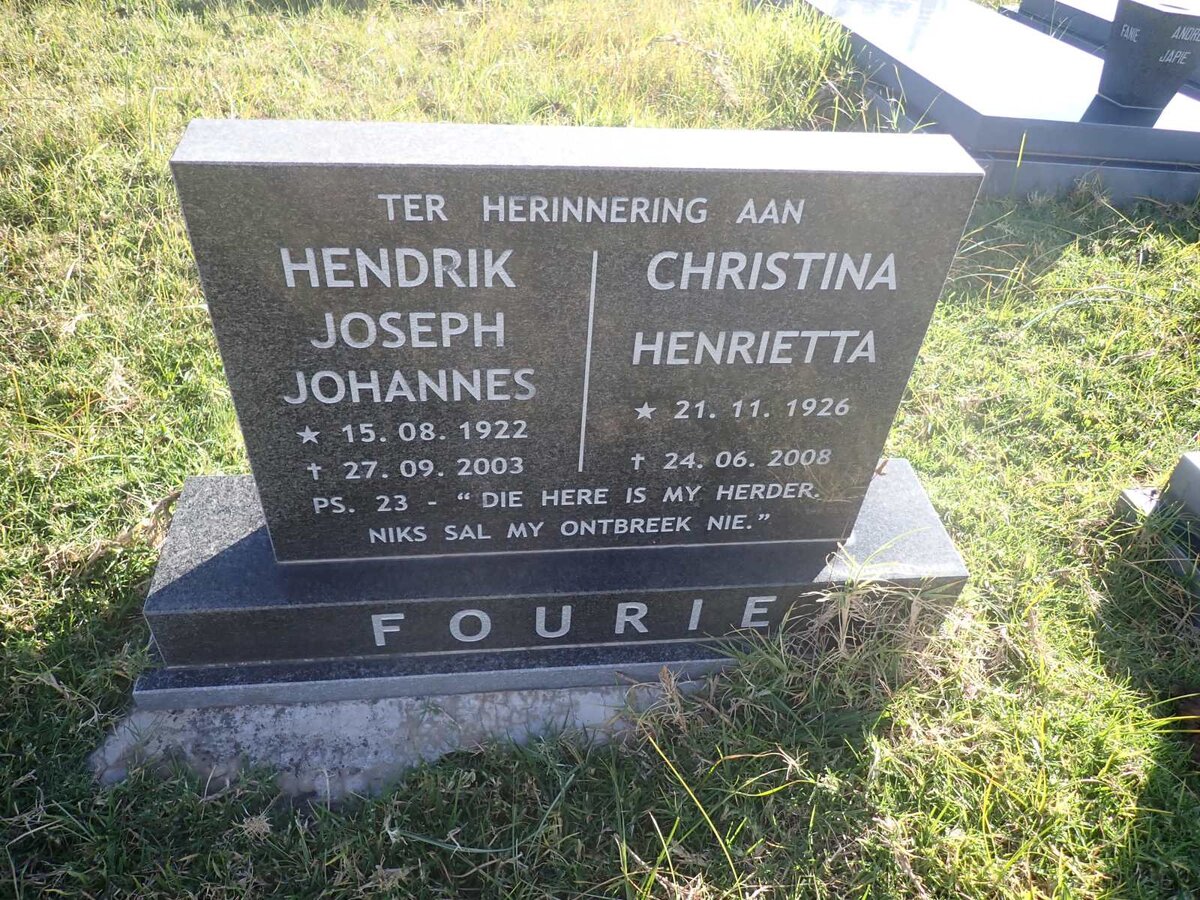 TER HERINNERING AAN
HENDRIK
JOSEPH
JOHANNES
★ 15. 08. 1922
† 27. 09. 2003
CHRISTINA
HENRIETTA
★ 21. 11. 1926
† 24. 06. 2008
PS. 23 - “ DIE HERE IS MY HERDER.
NIKS SAL MY ONTBREEK NIE.”
FOURIE
FANIE
ANDRE
JAPIE